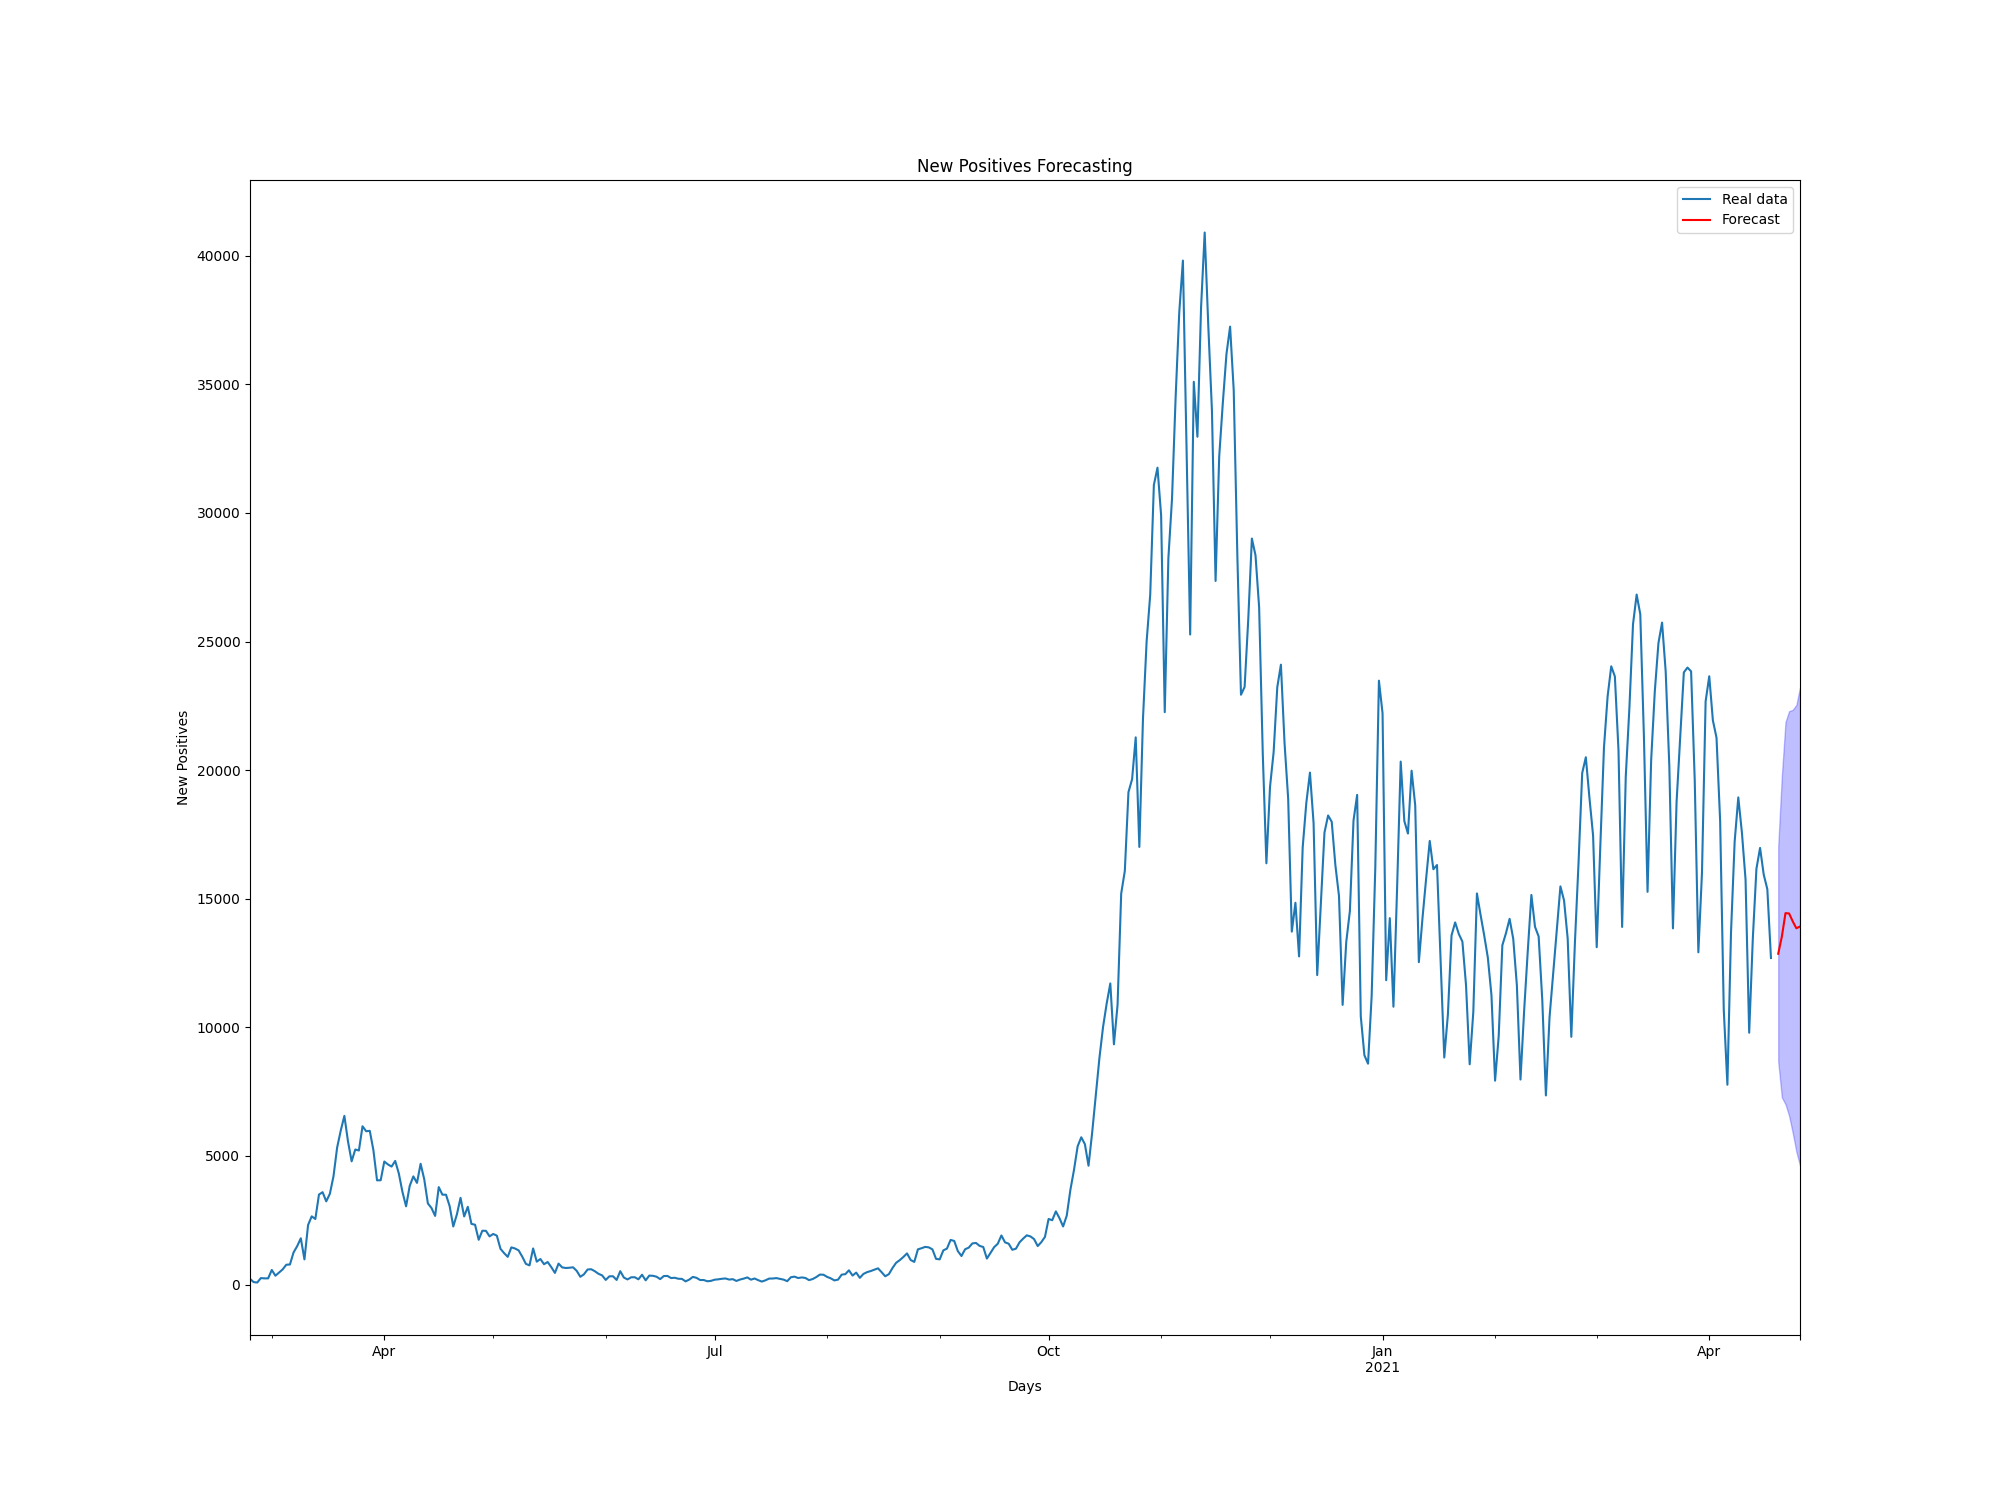 New Positives Forecasting
Real data
Forecast
40000
35000
30000
25000
20000
15000
10000
5000
0
New Positives
Apr
Jul
Oct
Jan
2021
Apr
Days